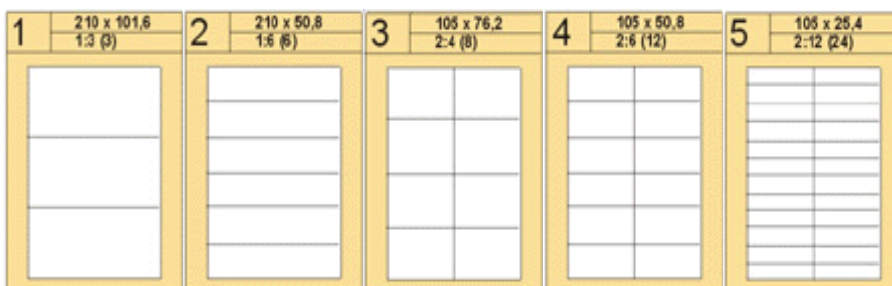 1
210 x 101,6
1:3 (3)
2
210 x 50,8
1:6 (6)
3
105 x 76,2
2:4 (8)
4
105 x 50,8
2:6 (12)
5
105 x 25,4
2:12 (24)